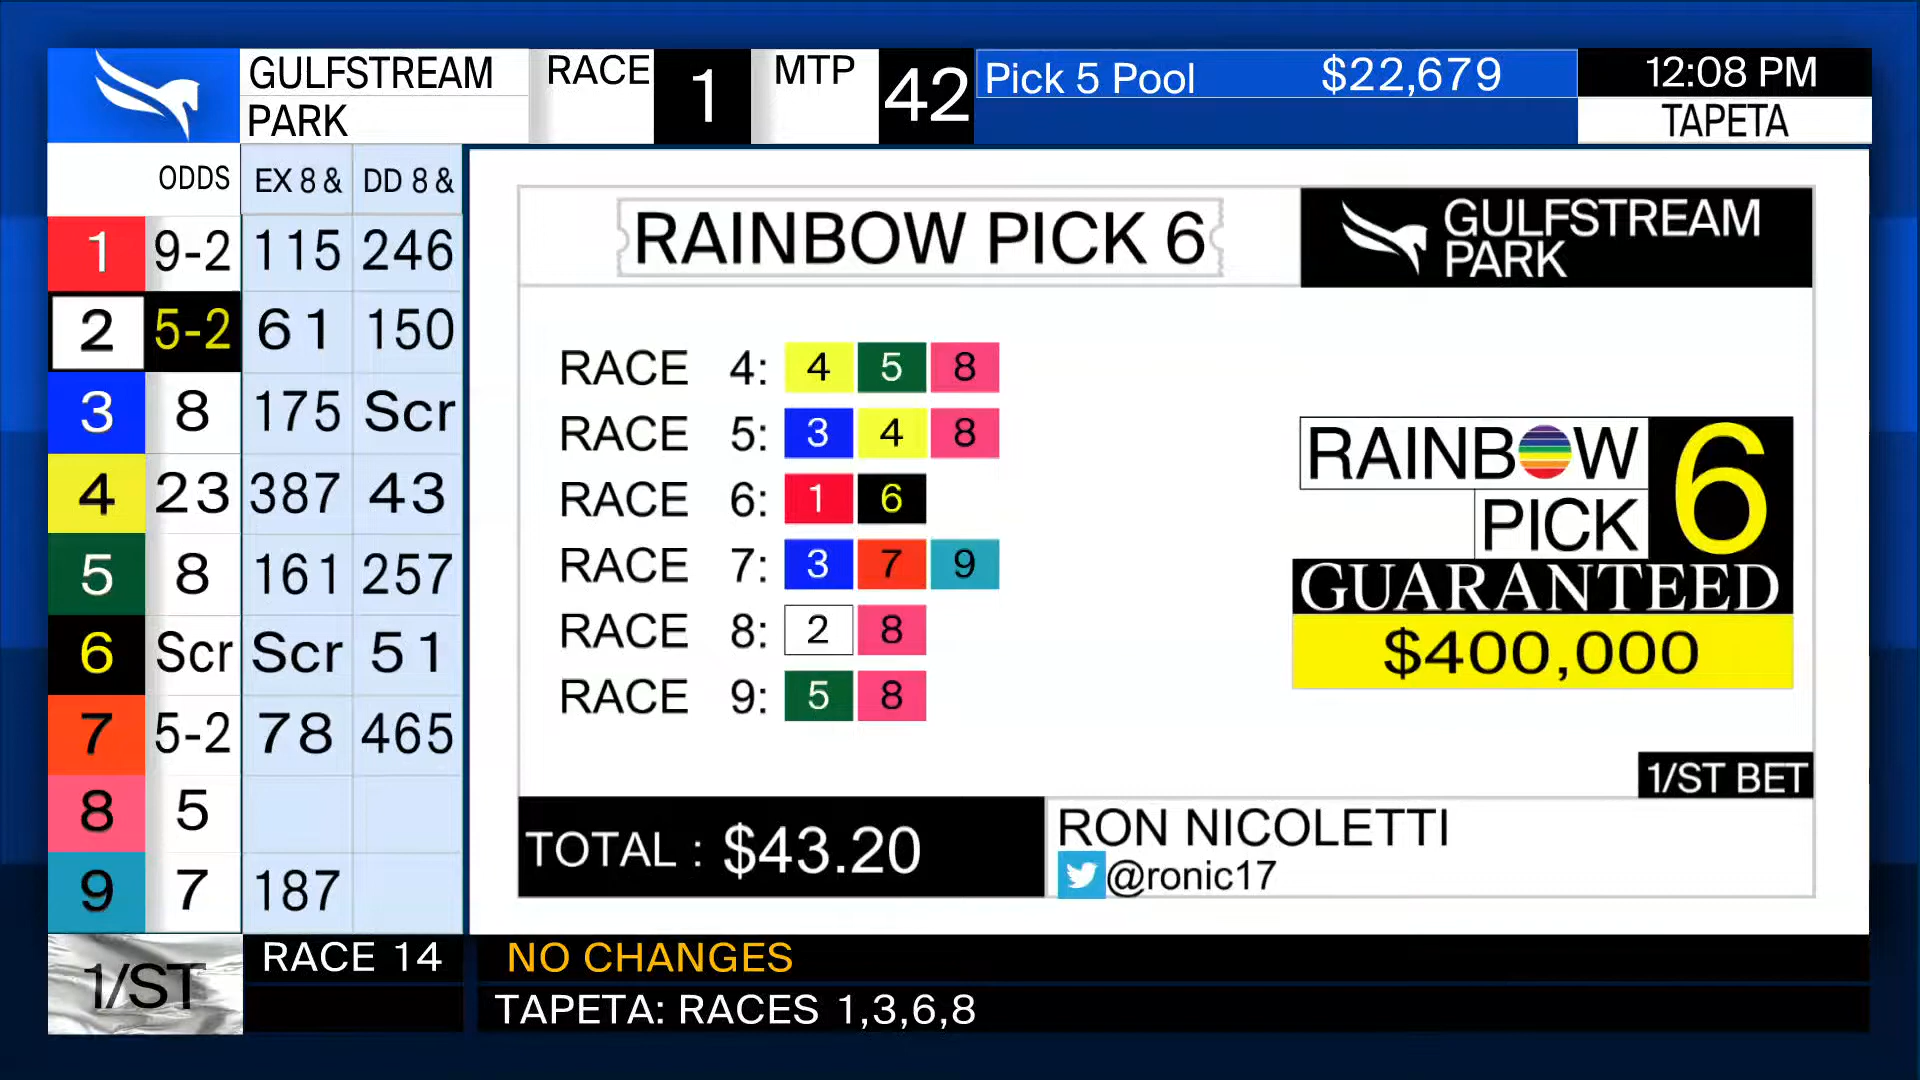 GULFSTREAM PARK
RACE 1 MTP 42
Pick 5 Pool $22,679
12:08 PM
TAPETA
ODDS EX 8 & DD 8 &
1 9-2 115 246
2 5-2 61 150
3 8 175 Scr
4 23 387 43
5 8 161 257
6 Scr Scr 51
7 5-2 78 465
8 5
9 7 187
RAINBOW PICK 6
GULFSTREAM
PARK
RACE 4: 4 5 8
RACE 5: 3 4 8
RACE 6: 1 6
RACE 7: 3 7 9
RACE 8: 2 8
RACE 9: 5 8
RAINBOW
PICK 6
GUARANTEED
$400,000
1/ST BET
TOTAL : $43.20
RON NICOLETTI
@ronic17
1/ST
RACE 14 NO CHANGES
TAPETA: RACES 1,3,6,8